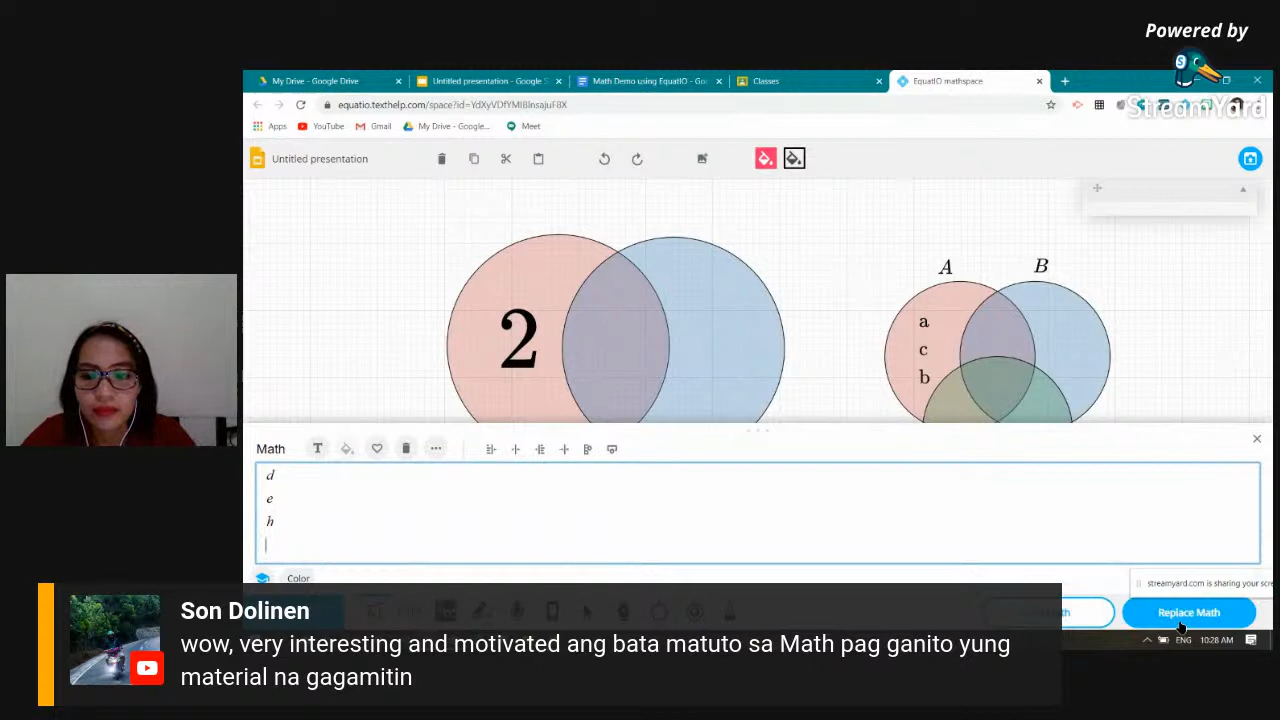 Powered by
StreamYard
My Drive - Google Drive
Untitled presentation - Google S
Math Demo using EquatIO - Goo
Classes
EquatIO mathspace
equatio.texthelp.com/space?id=YdXyVDfYMIBlnsajuF8X
Apps
YouTube
Gmail
My Drive - Google...
Meet
Untitled presentation
A
B
2
a
c
b
Math
d
e
h
Color
streamyard.com is sharing your scre
Replace Math
ENG
10:28 AM
Son Dolinen
wow, very interesting and motivated ang bata matuto sa Math pag ganito yung
material na gagamitin